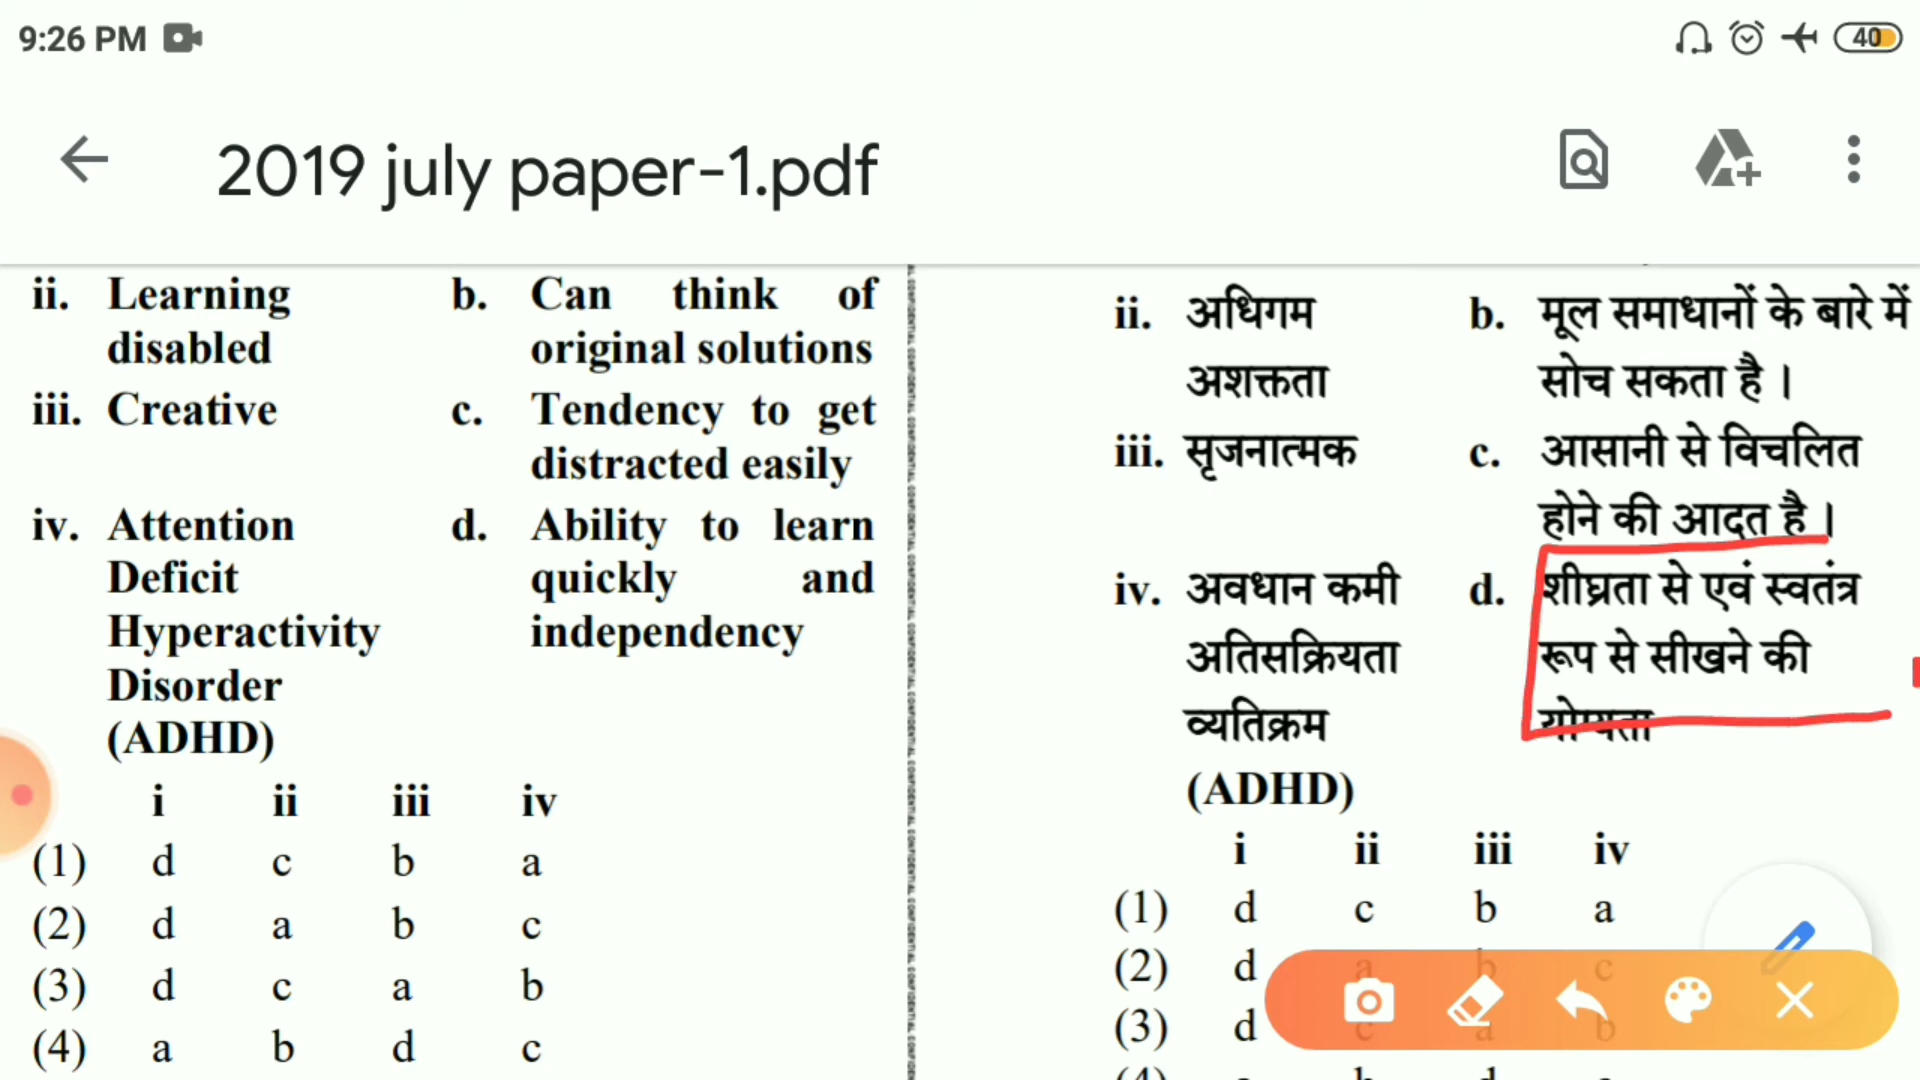 9:26 PM
40
2019 july paper-1.pdf
ii. Learning disabled
b. Can think of original solutions
iii. Creative
c. Tendency to get distracted easily
iv. Attention Deficit Hyperactivity Disorder (ADHD)
d. Ability to learn quickly and independency
i ii iii iv
(1) d c b a
(2) d a b c
(3) d c a b
(4) a b d c
ii. अधिगम अशक्तता
b. मूल समाधानों के बारे में सोच सकता है ।
iii. सृजनात्मक
c. आसानी से विचलित होने की आदत है ।
iv. अवधान कमी अतिसक्रियता व्यतिक्रम (ADHD)
d. शीघ्रता से एवं स्वतंत्र रूप से सीखने की योग्यता
i ii iii iv
(1) d c b a
(2) d a b c
(3) d c a b